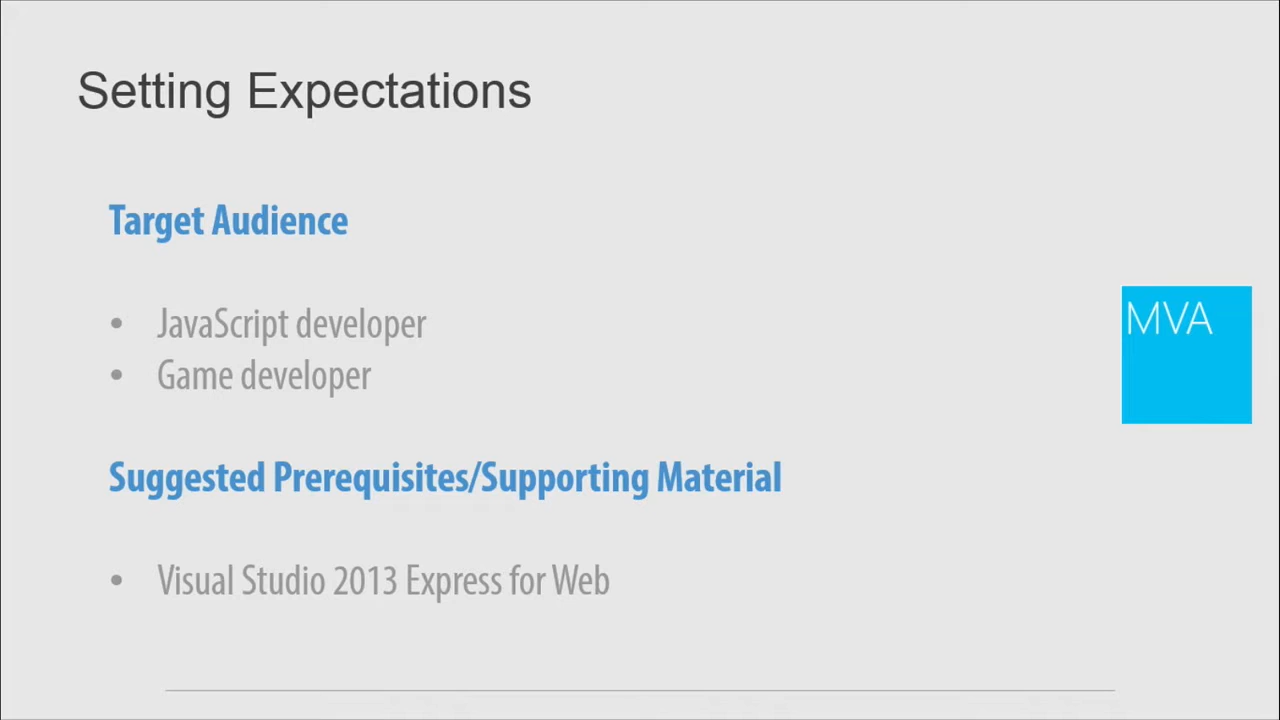 Setting Expectations
Target Audience
• JavaScript developer
• Game developer
MVA
Suggested Prerequisites/Supporting Material
• Visual Studio 2013 Express for Web